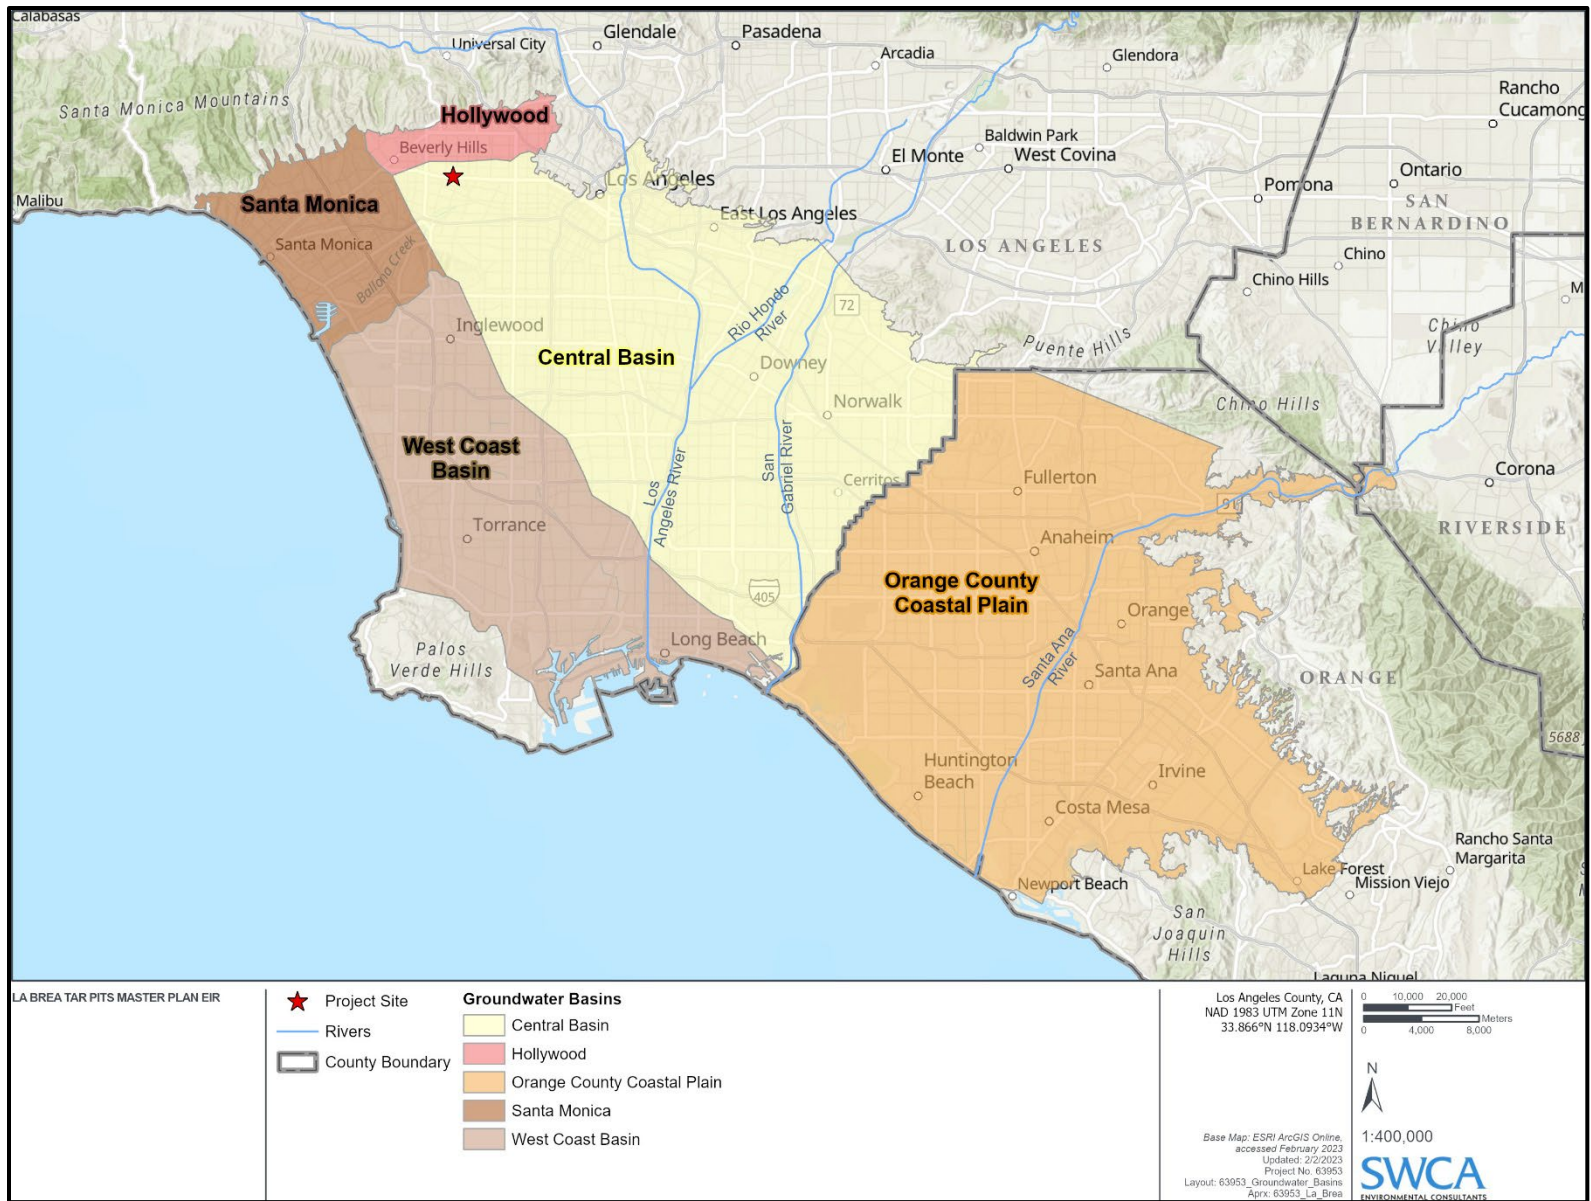 Calabasas
Universal City
Glendale
Pasadena
Arcadia
Glendora
Rancho
Cucamong
Santa Monica Mountains
Hollywood
Beverly Hills
Baldwin Park
El Monte
West Covina
Ontario
Pomona
SAN
BERNARDINO
Malibu
Santa Monica
Los Angeles
East Los Angeles
LOS ANGELES
Santa Monica
Ballona Creek
Chino
Chino Hills
M
72
Rio Hondo
River
Inglewood
Central Basin
Downey
Puente Hills
Chino
Valley
Norwalk
Chino Hills
West Coast
Basin
Los
Angeles River
San
Gabriel River
Cerritos
Fullerton
Corona
91
RIVERSIDE
Torrance
Anaheim
405
Orange County
Coastal Plain
Orange
Long Beach
Palos
Verde Hills
Santa Ana
River
Santa Ana
ORANGE
5688
Huntington
Beach
Irvine
Costa Mesa
Rancho Santa
Margarita
Lake Forest
Mission Viejo
Newport Beach
San
Joaquin
Hills
Laguna Niguel
LA BREA TAR PITS MASTER PLAN EIR
Project Site
Rivers
County Boundary
Groundwater Basins
Central Basin
Hollywood
Orange County Coastal Plain
Santa Monica
West Coast Basin
Los Angeles County, CA
NAD 1983 UTM Zone 11N
33.866°N 118.0934°W
Base Map: ESRI ArcGIS Online,
accessed February 2023
Updated: 2/2/2023
Project No. 63953
Layout: 63953_Groundwater_Basins
Aprx: 63953_La_Brea
0 10,000 20,000
Feet
Meters
0 4,000 8,000
N
1:400,000
SWCA
ENVIRONMENTAL CONSULTANTS